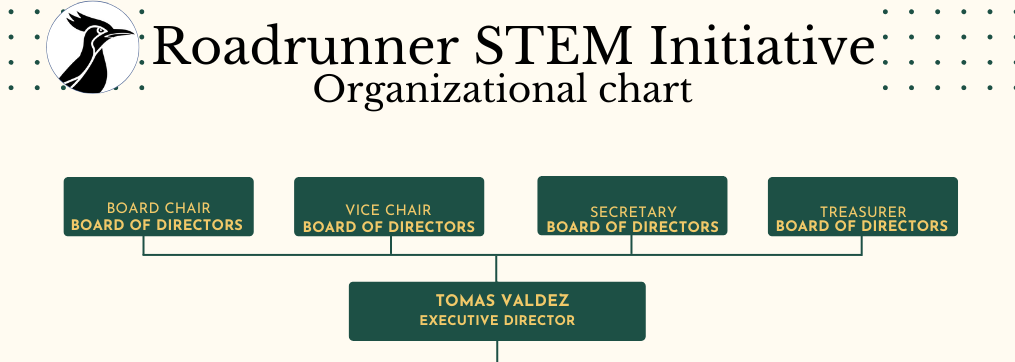 Roadrunner STEM Initiative
Organizational chart
BOARD CHAIR
BOARD OF DIRECTORS
VICE CHAIR
BOARD OF DIRECTORS
SECRETARY
BOARD OF DIRECTORS
TREASURER
BOARD OF DIRECTORS
TOMAS VALDEZ
EXECUTIVE DIRECTOR